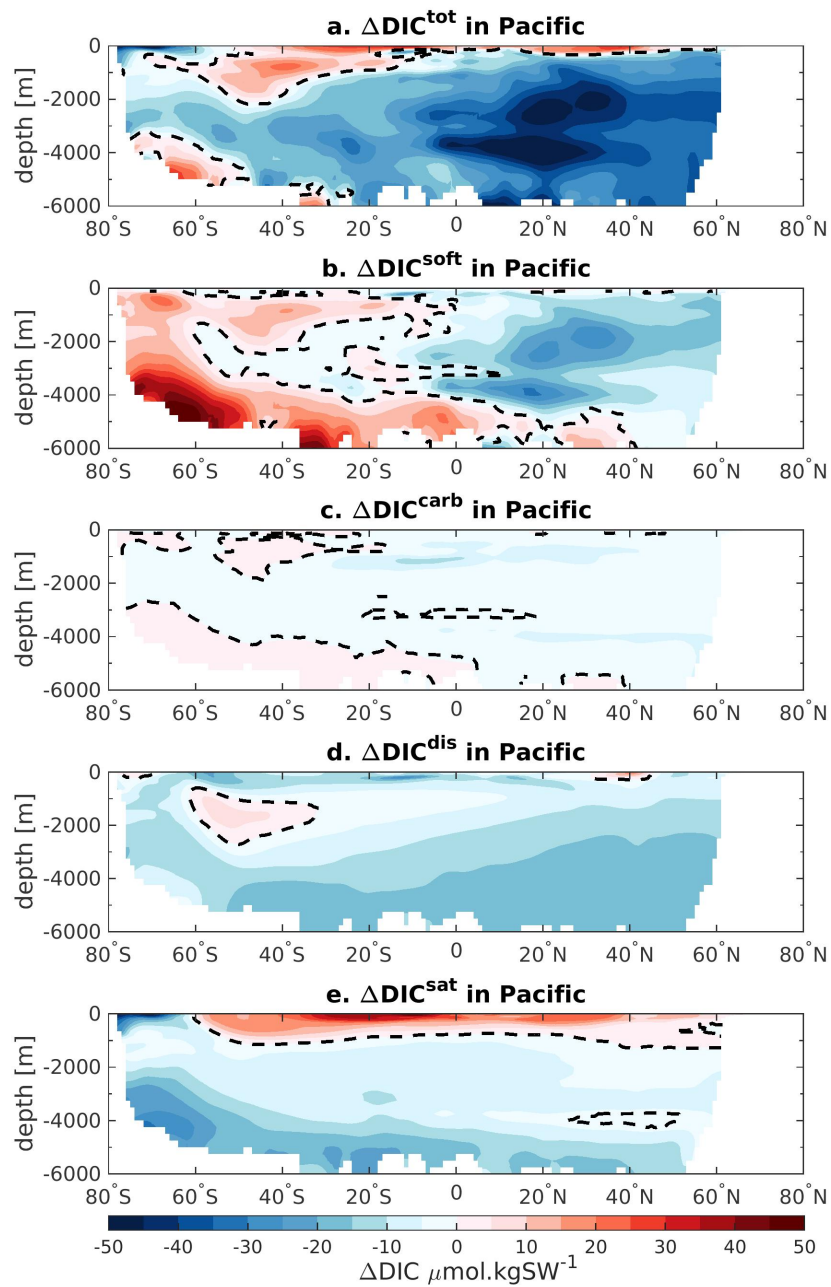 a. ΔDIC^tot in Pacific
depth [m]
0
-2000
-4000
-6000
80°S 60°S 40°S 20°S 0 20°N 40°N 60°N 80°N
b. ΔDIC^soft in Pacific
depth [m]
0
-2000
-4000
-6000
80°S 60°S 40°S 20°S 0 20°N 40°N 60°N 80°N
c. ΔDIC^carb in Pacific
depth [m]
0
-2000
-4000
-6000
80°S 60°S 40°S 20°S 0 20°N 40°N 60°N 80°N
d. ΔDIC^dis in Pacific
depth [m]
0
-2000
-4000
-6000
80°S 60°S 40°S 20°S 0 20°N 40°N 60°N 80°N
e. ΔDIC^sat in Pacific
depth [m]
0
-2000
-4000
-6000
80°S 60°S 40°S 20°S 0 20°N 40°N 60°N 80°N
-50 -40 -30 -20 -10 0 10 20 30 40 50
ΔDIC μmol.kgSW^-1